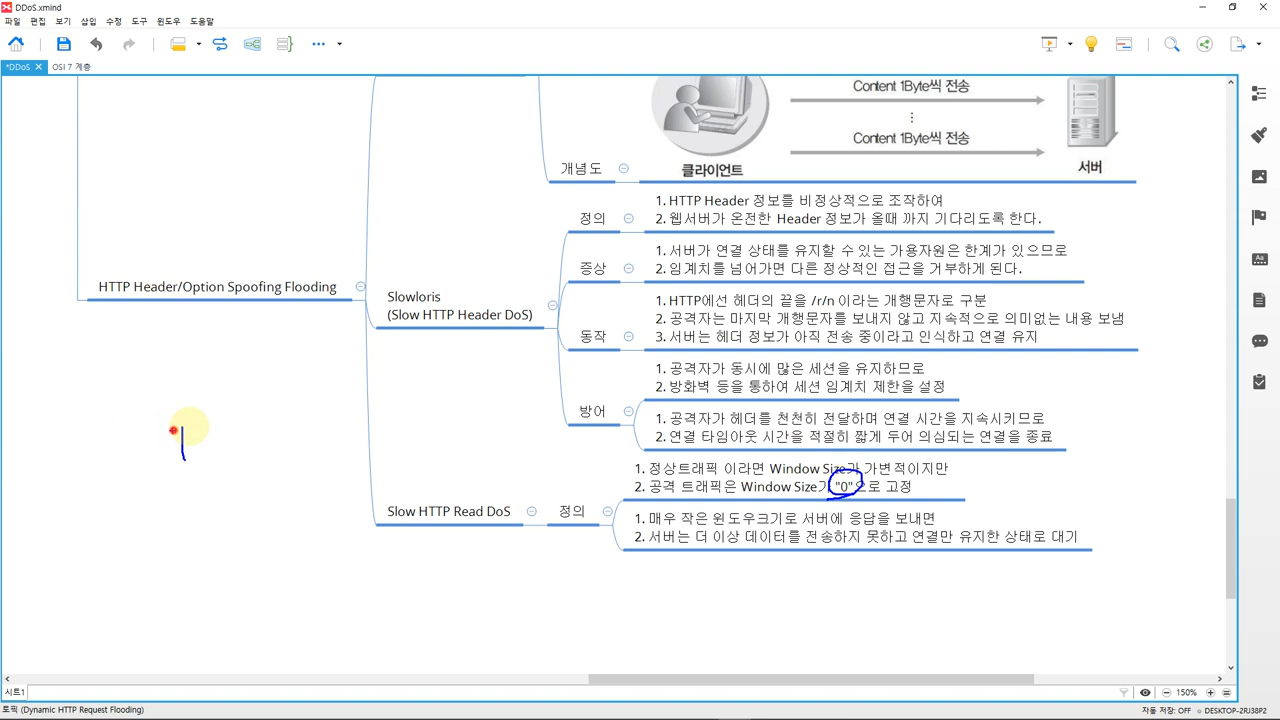 DDoS.xmind
파일 편집 보기 삽입 수정 도구 윈도우 도움말
*DDoS OSI 7 계층
Content 1Byte씩 전송
Content 1Byte씩 전송
클라이언트
서버
개념도
정의
1. HTTP Header 정보를 비정상적으로 조작하여
2. 웹서버가 온전한 Header 정보가 올때 까지 기다리도록 한다.
증상
1. 서버가 연결 상태를 유지할 수 있는 가용자원은 한계가 있으므로
2. 임계치를 넘어가면 다른 정상적인 접근을 거부하게 된다.
HTTP Header/Option Spoofing Flooding
Slowloris
(Slow HTTP Header DoS)
동작
1. HTTP에선 헤더의 끝을 /r/n 이라는 개행문자로 구분
2. 공격자는 마지막 개행문자를 보내지 않고 지속적으로 의미없는 내용 보냄
3. 서버는 헤더 정보가 아직 전송 중이라고 인식하고 연결 유지
방어
1. 공격자가 동시에 많은 세션을 유지하므로
2. 방화벽 등을 통하여 세션 임계치 제한을 설정
1. 공격자가 헤더를 천천히 전달하며 연결 시간을 지속시키므로
2. 연결 타임아웃 시간을 적절히 짧게 두어 의심되는 연결을 종료
Slow HTTP Read DoS
정의
1. 정상트래픽 이라면 Window Size가 가변적이지만
2. 공격 트래픽은 Window Size가 "0"으로 고정
1. 매우 작은 윈도우크기로 서버에 응답을 보내면
2. 서버는 더 이상 데이터를 전송하지 못하고 연결만 유지한 상태로 대기
시트1
150%
토픽 (Dynamic HTTP Request Flooding)
자동 저장: OFF DESKTOP-2RJ38P2